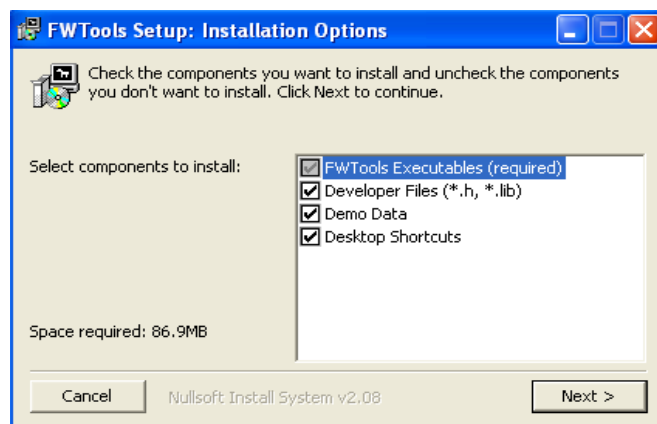 FWTools Setup: Installation Options
Check the components you want to install and uncheck the components
you don't want to install. Click Next to continue.
Select components to install:
FWTools Executables (required)
Developer Files (*.h, *.lib)
Demo Data
Desktop Shortcuts
Space required: 86.9MB
Cancel
Nullsoft Install System v2.08
Next >